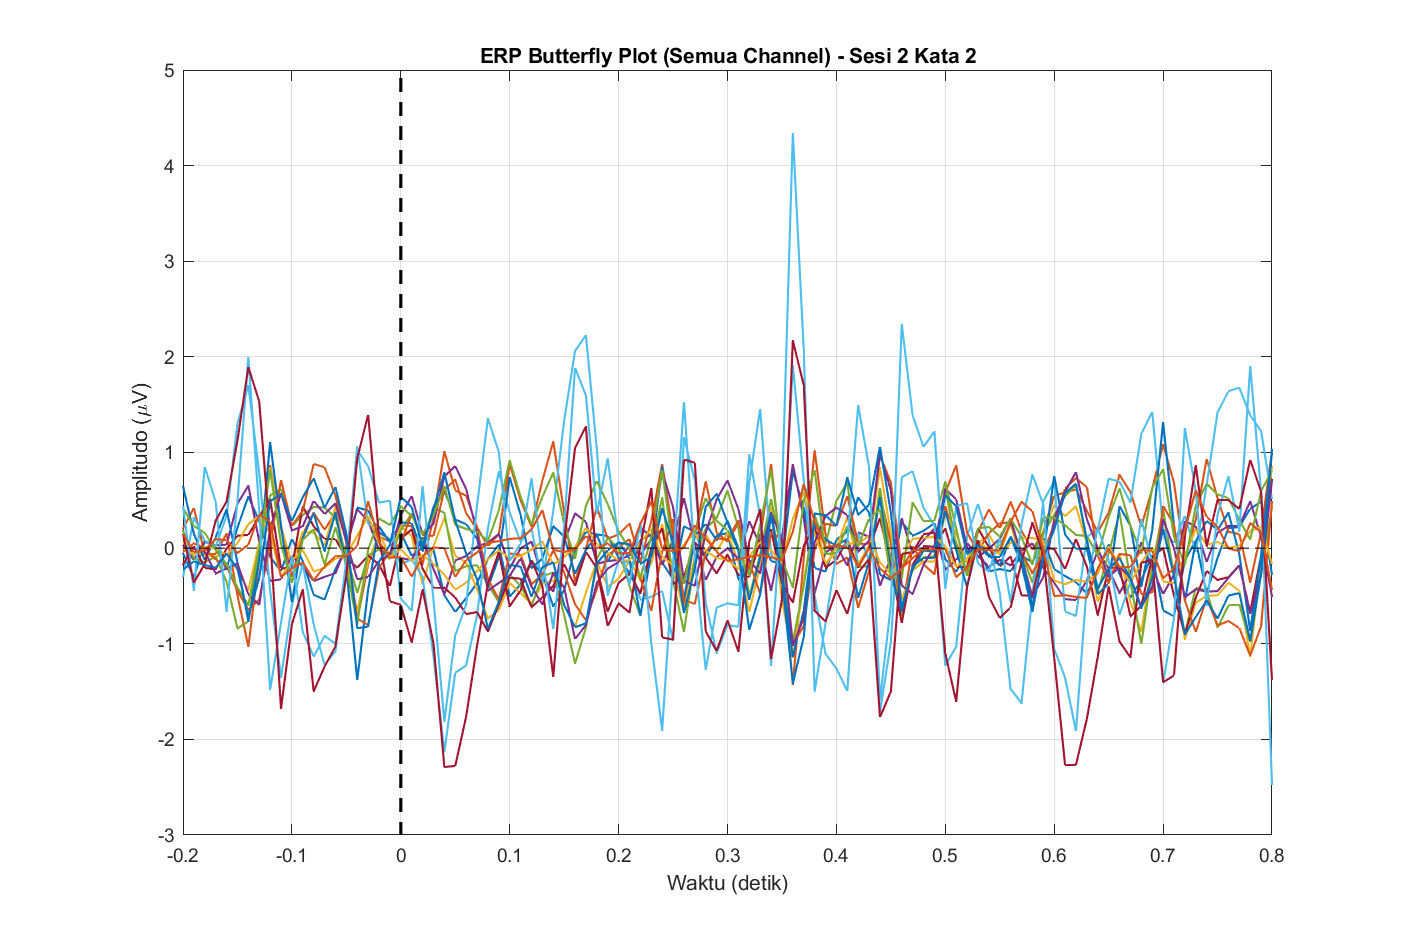 ERP Butterfly Plot (Semua Channel) - Sesi 2 Kata 2
5
4
3
2
1
0
-1
-2
-3
Amplitudo (μV)
-0.2 -0.1 0 0.1 0.2 0.3 0.4 0.5 0.6 0.7 0.8
Waktu (detik)